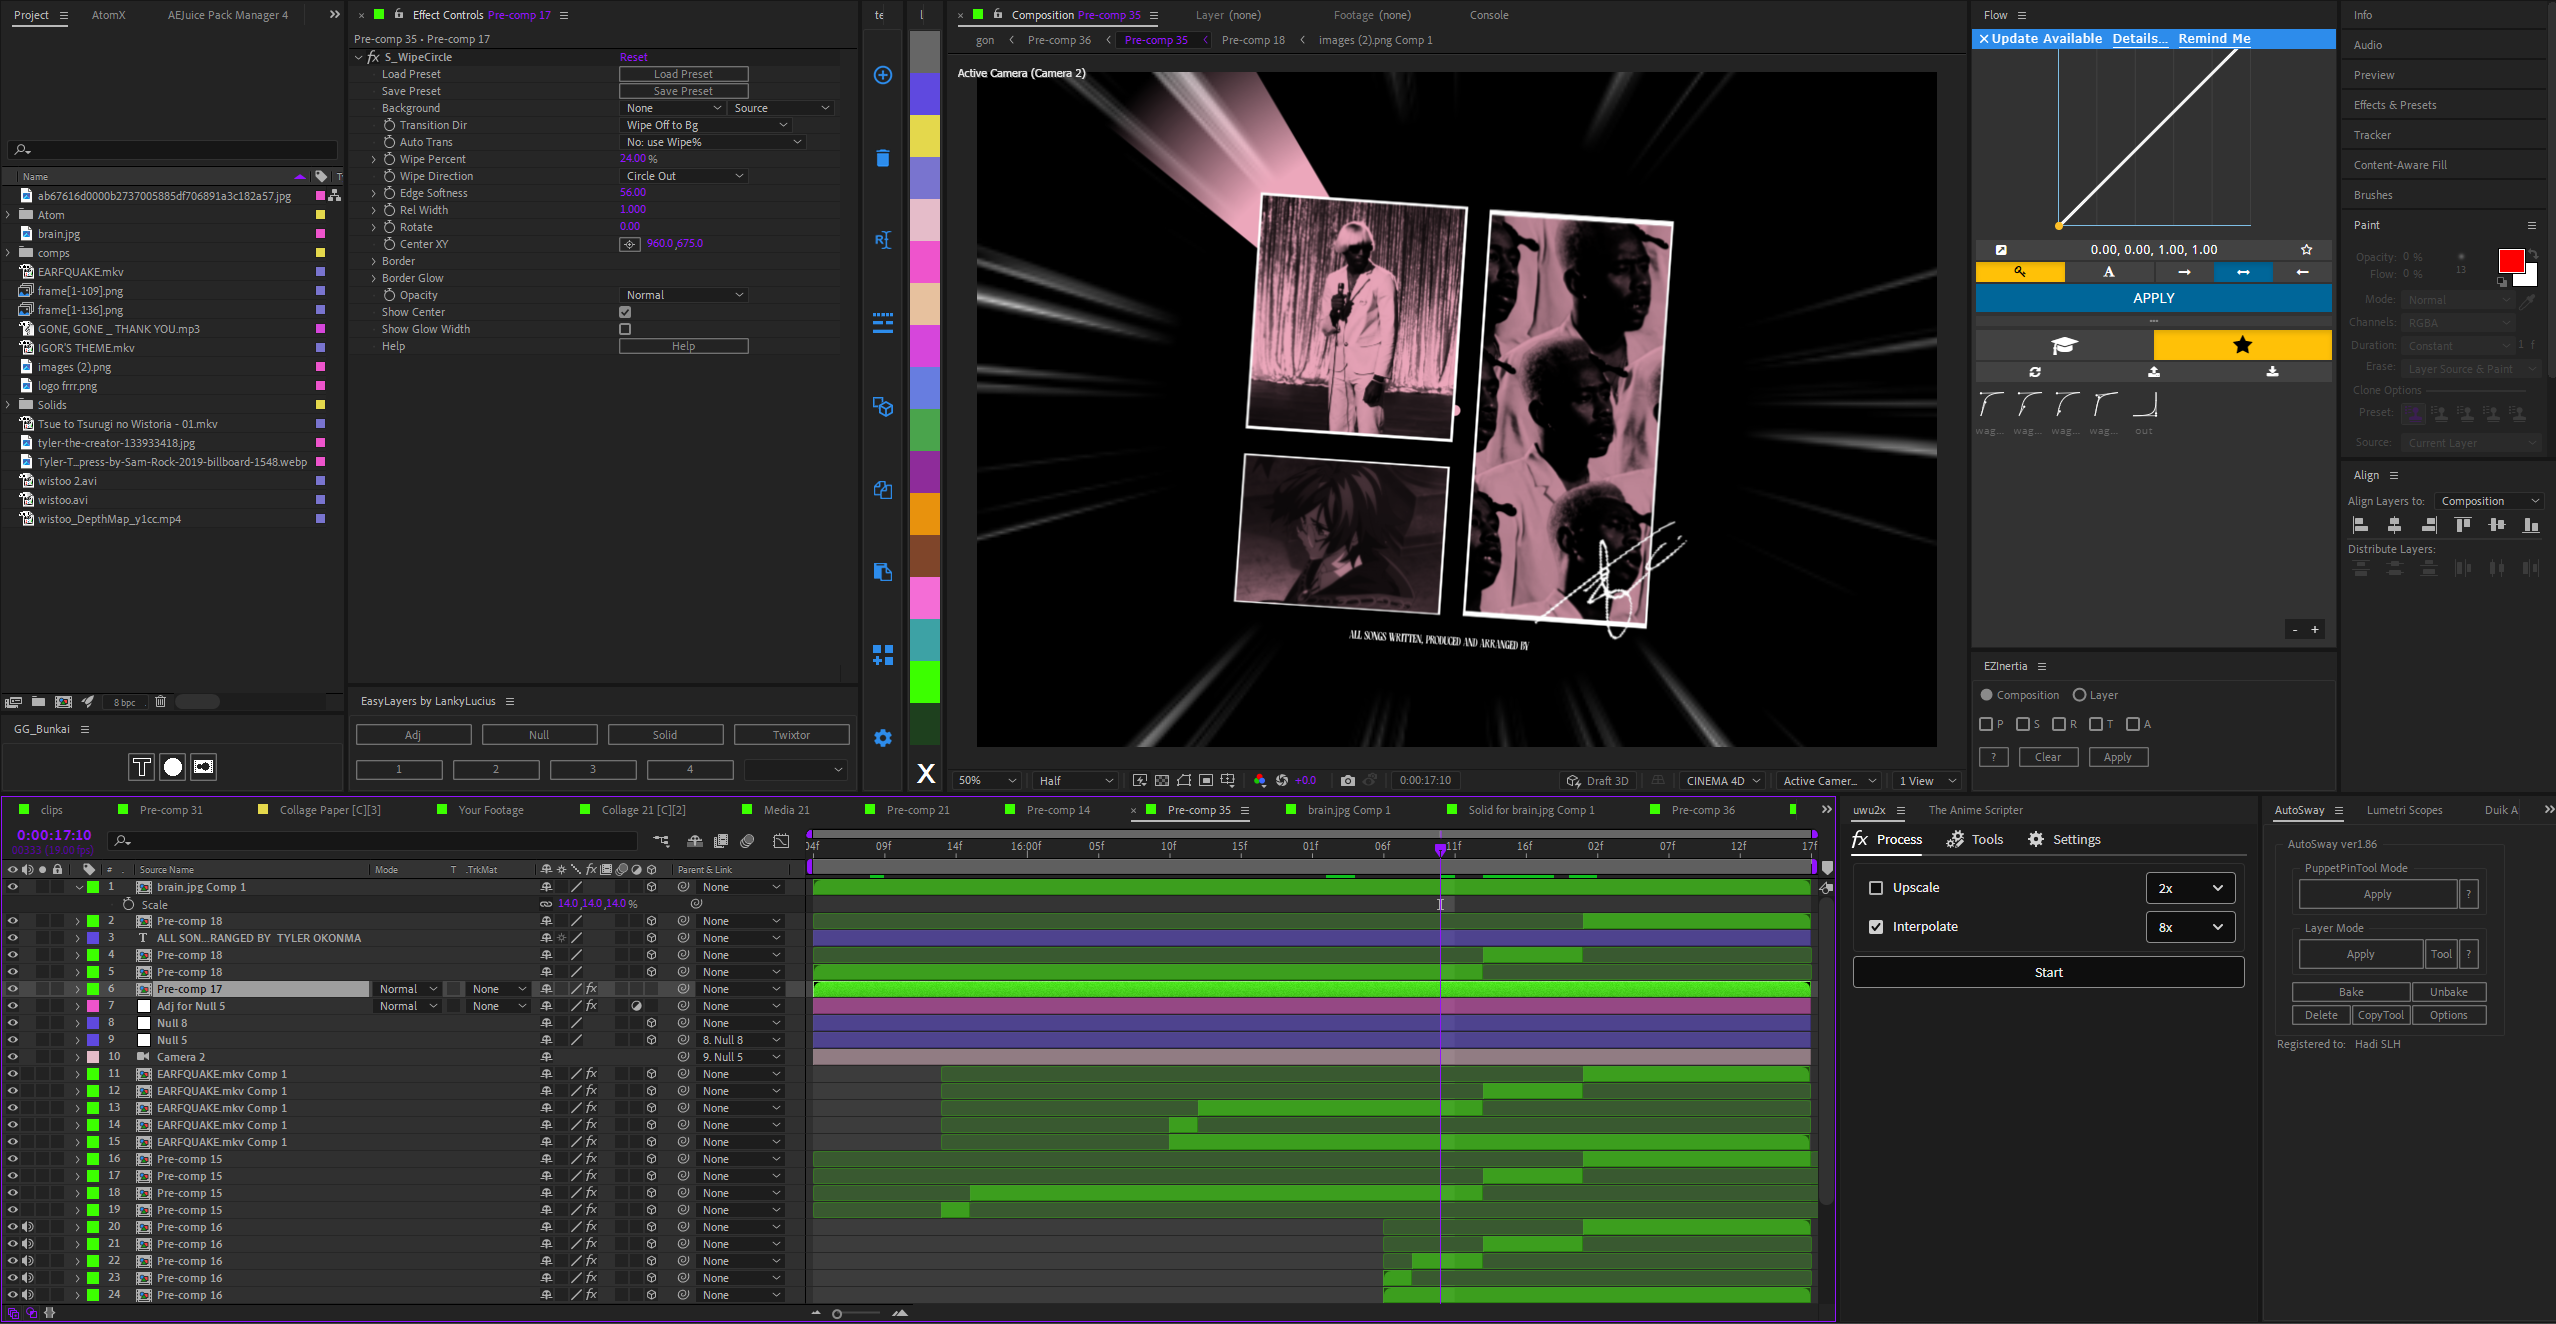 Project
AtomX
AEJuice Pack Manager 4
Effect Controls Pre-comp 17
te
Composition Pre-comp 35
Layer (none)
Footage (none)
Console
Flow
Info
Pre-comp 35 • Pre-comp 17
gon
Pre-comp 36
Pre-comp 35
Pre-comp 18
images (2).png Comp 1
Update Available Details... Remind Me
Audio
Preview
Effects & Presets
Tracker
Content-Aware Fill
Brushes
Paint
fx S_WipeCircle Reset
Load Preset Load Preset
Save Preset Save Preset
Background None Source
Transition Dir Wipe Off to Bg
Auto Trans No: use Wipe%
Wipe Percent 24.00 %
Wipe Direction Circle Out
Edge Softness 56.00
Rel Width 1.000
Rotate 0.00
Center XY 960.0,675.0
Border
Border Glow
Opacity Normal
Show Center
Show Glow Width
Help Help
Active Camera (Camera 2)
ALL SONGS WRITTEN, PRODUCED AND ARRANGED BY
Name
ab67616d0000b2737005885df706891a3c182a57.jpg
Atom
brain.jpg
comps
EARFQUAKE.mkv
frame[1-109].png
frame[1-136].png
GONE, GONE _ THANK YOU.mp3
IGOR'S THEME.mkv
images (2).png
logo frrr.png
Solids
Tsue to Tsurugi no Wistoria - 01.mkv
tyler-the-creator-133933418.jpg
Tyler-T...press-by-Sam-Rock-2019-billboard-1548.webp
wistoo 2.avi
wistoo.avi
wistoo_DepthMap_y1cc.mp4
8 bpc
GG_Bunkai
EasyLayers by LankyLucius
Adj Null Solid Twixtor
1 2 3 4
X
50% Half +0.0 0:00:17:10 Draft 3D CINEMA 4D Active Camer... 1 View
0.00, 0.00, 1.00, 1.00
A
APPLY
wag... wag... wag... wag... out
- +
EZInertia
Composition Layer
P S R T A
? Clear Apply
Opacity: 0 %
Flow: 0 % 13
Mode: Normal
Channels: RGBA
Duration: Constant 1 f
Erase: Layer Source & Paint
Clone Options
Preset:
Source: Current Layer
Align
Align Layers to: Composition
Distribute Layers:
clips
Pre-comp 31
Collage Paper [C][3]
Your Footage
Collage 21 [C][2]
Media 21
Pre-comp 21
Pre-comp 14
Pre-comp 35
brain.jpg Comp 1
Solid for brain.jpg Comp 1
Pre-comp 36
0:00:17:10
04f 09f 14f 16:00f 05f 10f 15f 01f 06f 11f 16f 02f 07f 12f 17f
# Source Name Mode T .TrkMat Parent & Link
1 brain.jpg Comp 1 None
Scale 14.0,14.0,14.0 %
2 Pre-comp 18 None
3 T ALL SON...RANGED BY TYLER OKONMA None
4 Pre-comp 18 None
5 Pre-comp 18 None
6 Pre-comp 17 Normal None None
7 Adj for Null 5 Normal None None
8 Null 8 None
9 Null 5 8. Null 8
10 Camera 2 9. Null 5
11 EARFQUAKE.mkv Comp 1 None
12 EARFQUAKE.mkv Comp 1 None
13 EARFQUAKE.mkv Comp 1 None
14 EARFQUAKE.mkv Comp 1 None
15 EARFQUAKE.mkv Comp 1 None
16 Pre-comp 15 None
17 Pre-comp 15 None
18 Pre-comp 15 None
19 Pre-comp 15 None
20 Pre-comp 16 None
21 Pre-comp 16 None
22 Pre-comp 16 None
23 Pre-comp 16 None
24 Pre-comp 16 None
uwu2x The Anime Scripter
fx Process Tools Settings
Upscale 2x
Interpolate 8x
Start
AutoSway Lumetri Scopes Duik A
AutoSway ver1.86
PuppetPinTool Mode
Apply ?
Layer Mode
Apply Tool ?
Bake Unbake
Delete CopyTool Options
Registered to: Hadi SLH